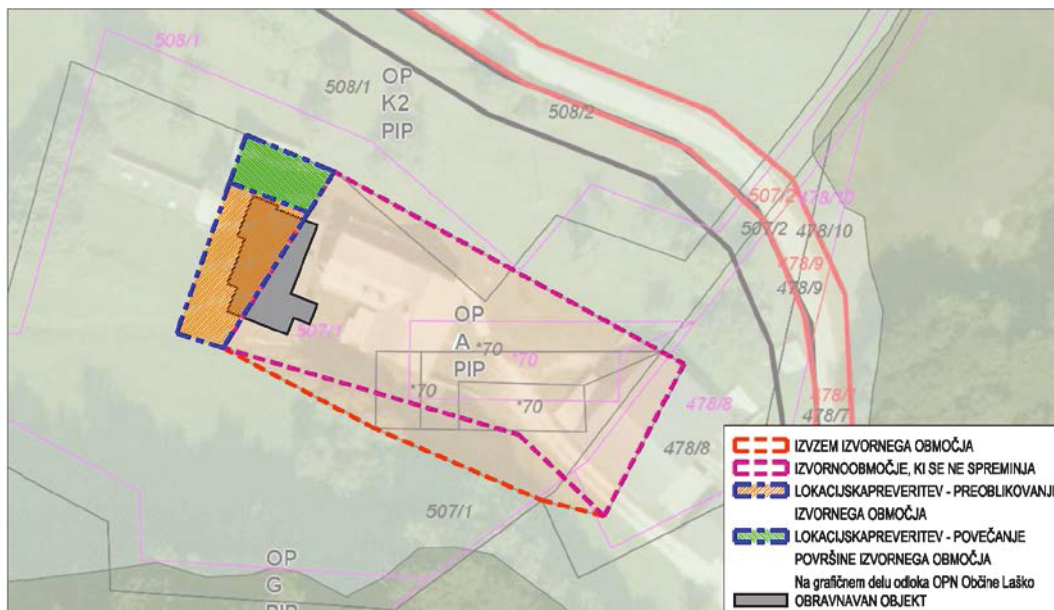 508/1
OP
K2
PIP
508/1
508/2
507/2
478/10
507/2
478/10
478/9
478/9
507/1
OP
A
PIP
*70
*70
*70
*70
478/8
478/7
478/7
478/8
507/1
OP
G
PIP
IZVZEM IZVORNEGA OBMOČJA
IZVORNOOBMOČJE, KI SE NE SPREMINJA
LOKACIJSKAPREVERITEV - PREOBLIKOVANJE
IZVORNEGA OBMOČJA
LOKACIJSKAPREVERITEV - POVEČANJE
POVRŠINE IZVORNEGA OBMOČJA
Na grafičnem delu odloka OPN Občine Laško
OBRAVNAVAN OBJEKT